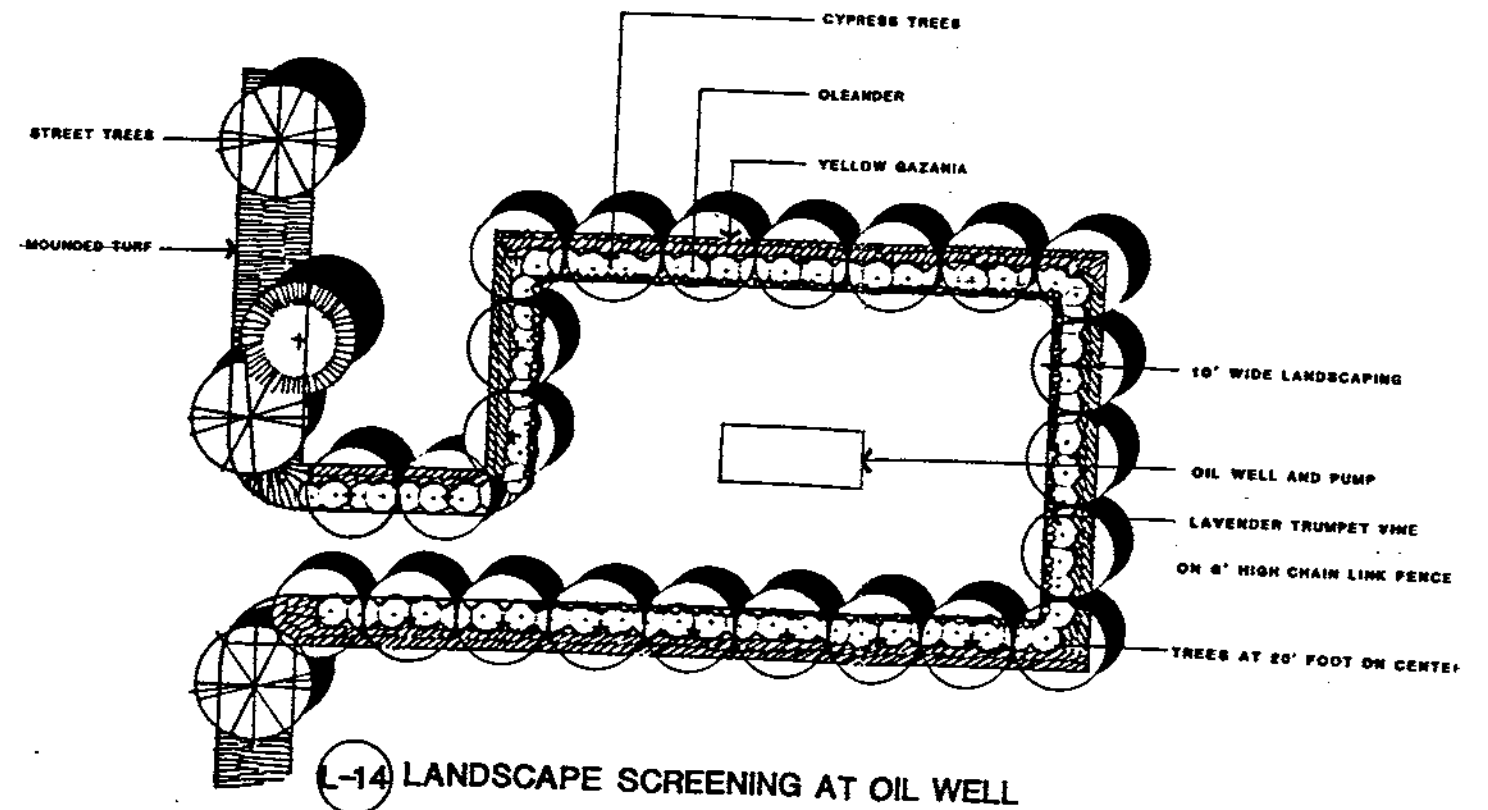 CYPRESS TREES
OLEANDER
STREET TREES
YELLOW GAZANIA
MOUNDED TURF
10' WIDE LANDSCAPING
OIL WELL AND PUMP
LAVENDER TRUMPET VINE
ON 6' HIGH CHAIN LINK FENCE
TREES AT 20' FOOT ON CENTER
L-14 LANDSCAPE SCREENING AT OIL WELL